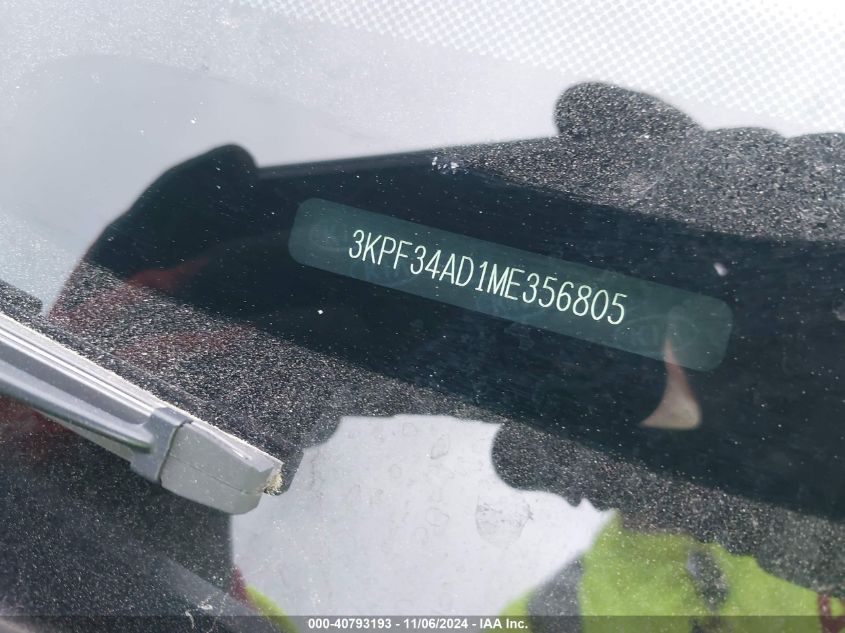 3KPF34AD1ME356805
000-40793193 - 11/06/2024 - IAA Inc.